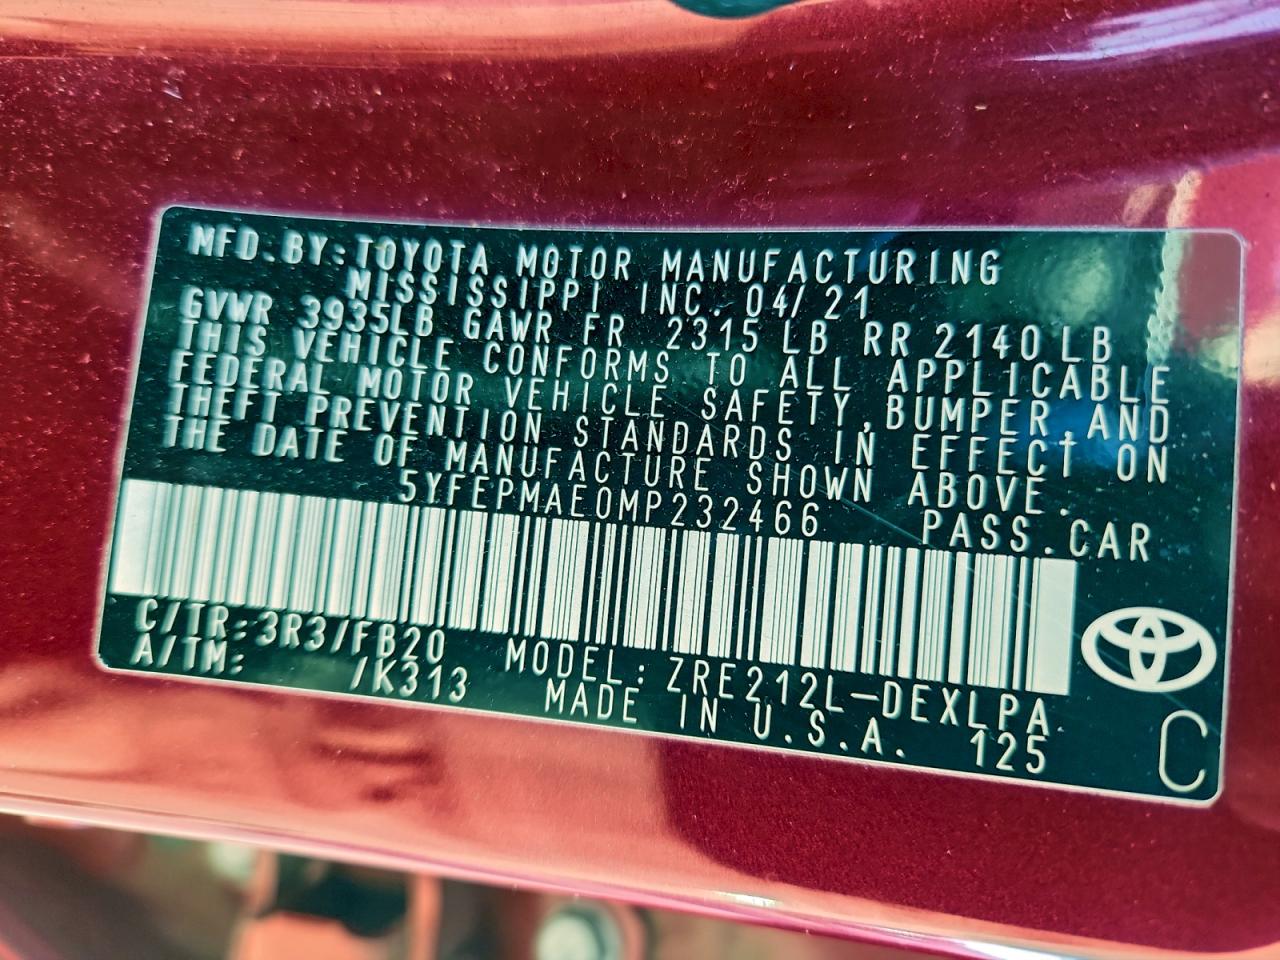 MFD.BY:TOYOTA MOTOR MANUFACTURING
MISSISSIPPI INC. 04/21
GVWR 3935LB GAWR FR 2315 LB RR 2140 LB
THIS VEHICLE CONFORMS TO ALL APPLICABLE
FEDERAL MOTOR VEHICLE SAFETY,BUMPER,AND
THEFT PREVENTION STANDARDS IN EFFECT ON
THE DATE OF MANUFACTURE SHOWN ABOVE.
5YFEPMAE0MP232466 PASS.CAR
C/TR:3R3/FB20 MODEL:ZRE212L-DEXLPA
A/TM: /K313 MADE IN U.S.A. 125
C